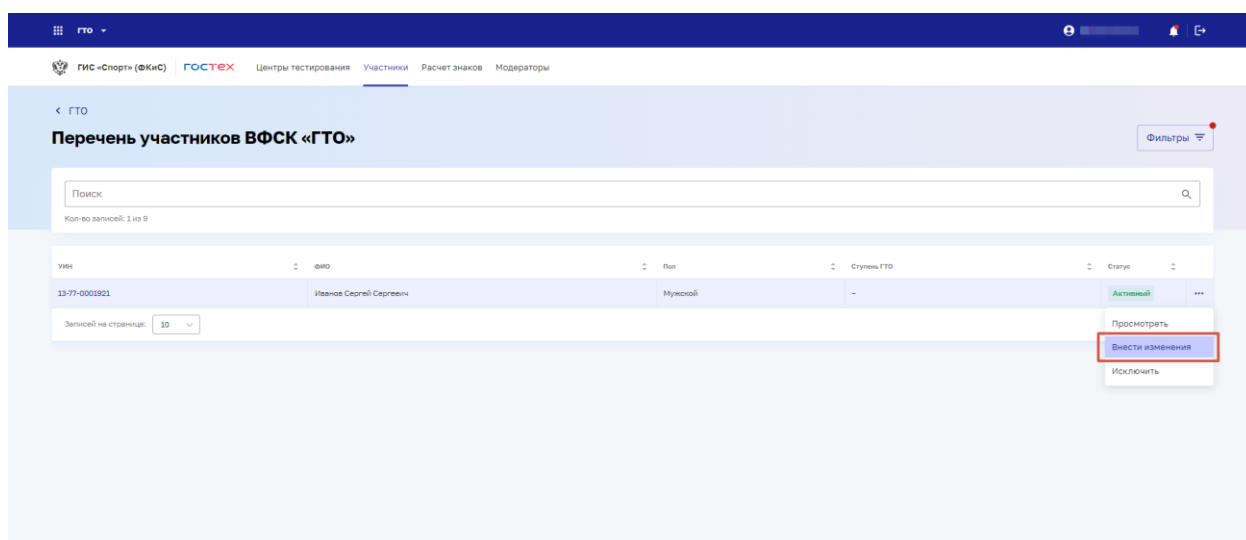 ГТО
ГИС «Спорт» (ФКиС) ГОСТЕХ Центры тестирования Участники Расчет знаков Модераторы
ГТО
Перечень участников ВФСК «ГТО»
Фильтры
Поиск
Кол-во записей: 1 из 9
УИН ФИО Пол Ступень ГТО Статус
13-77-0001921 Иванов Сергей Сергеевич Мужской – Активный
Записей на странице: 10
Просмотреть
Внести изменения
Исключить